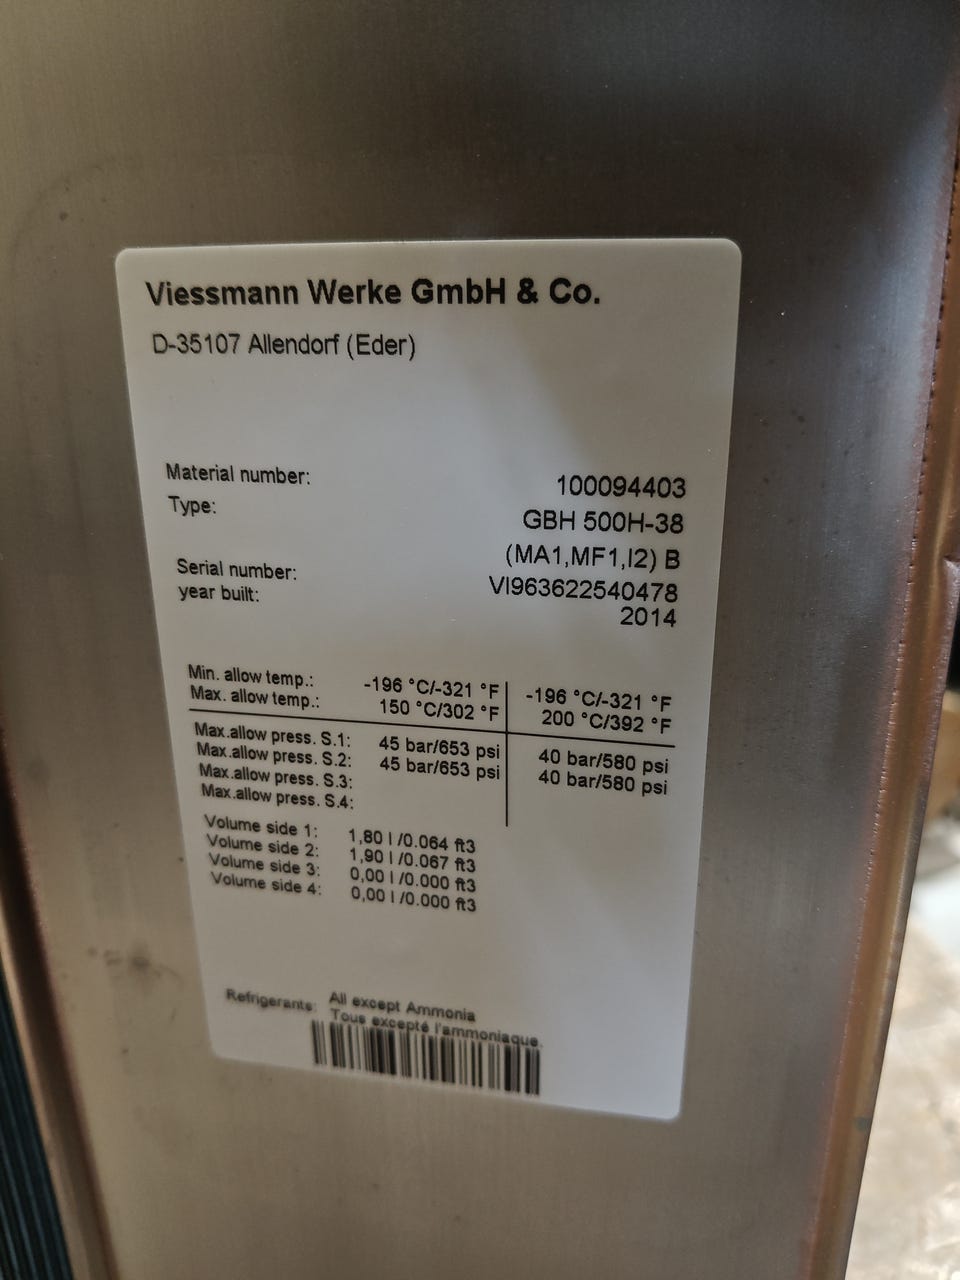 Viessmann Werke GmbH & Co.
D-35107 Allendorf (Eder)
Material number: 100094403
Type: GBH 500H-38
(MA1,MF1,I2) B
Serial number: VI963622540478
year built: 2014
Min. allow temp.: -196 °C/-321 °F -196 °C/-321 °F
Max. allow temp.: 150 °C/302 °F 200 °C/392 °F
Max.allow press. S.1: 45 bar/653 psi 40 bar/580 psi
Max.allow press. S.2: 45 bar/653 psi 40 bar/580 psi
Max.allow press. S.3:
Max.allow press. S.4:
Volume side 1: 1,80 l /0.064 ft3
Volume side 2: 1,90 l /0.067 ft3
Volume side 3: 0,00 l /0.000 ft3
Volume side 4: 0,00 l /0.000 ft3
Refrigerants: All except Ammonia
Tous excepté l'ammoniaque.